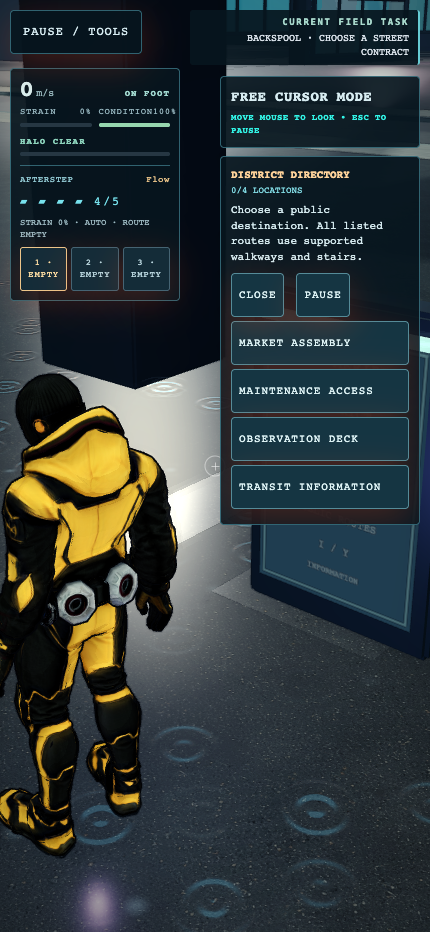 PAUSE / TOOLS
CURRENT FIELD TASK
BACKSPOOL · CHOOSE A STREET
CONTRACT
0 m/s ON FOOT
STRAIN 0% CONDITION 100%
HALO CLEAR
AFTERSTEP Flow
4/5
STRAIN 0% · AUTO · ROUTE
EMPTY
1 ·
EMPTY
2 ·
EMPTY
3 ·
EMPTY
FREE CURSOR MODE
MOVE MOUSE TO LOOK · ESC TO
PAUSE
DISTRICT DIRECTORY
0/4 LOCATIONS
Choose a public
destination. All listed
routes use supported
walkways and stairs.
CLOSE PAUSE
MARKET ASSEMBLY
MAINTENANCE ACCESS
OBSERVATION DECK
TRANSIT INFORMATION
I / Y
INFORMATION